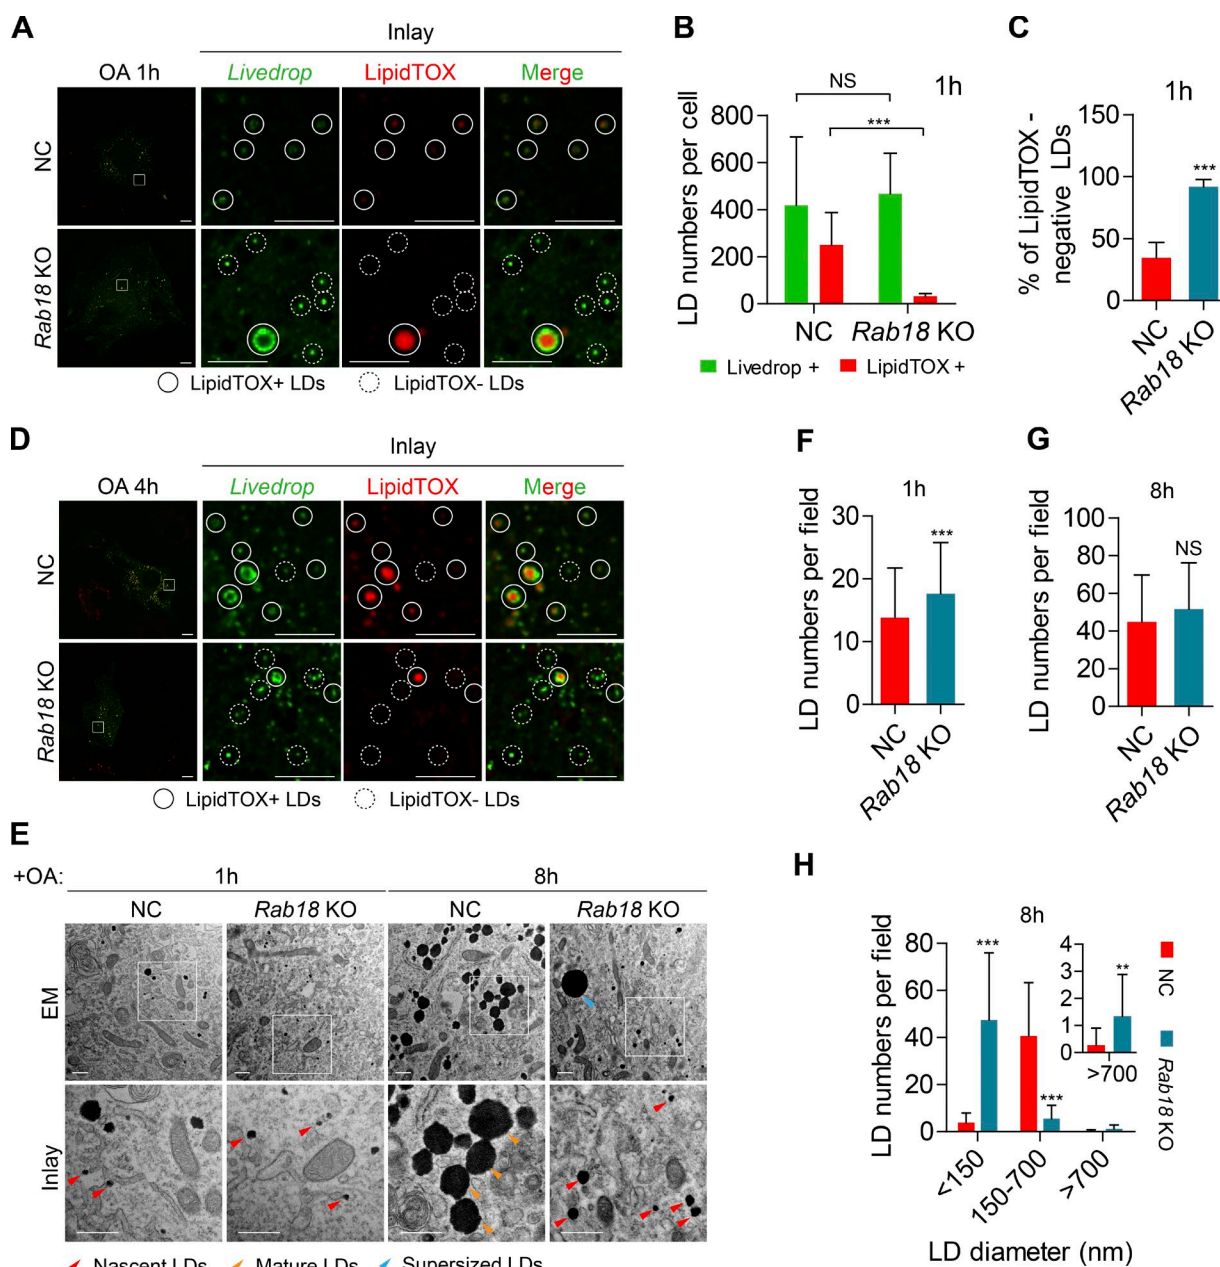 A
Inlay
OA 1h
Livedrop
LipidTOX
Merge
NC
Rab18 KO
LipidTOX+ LDs
LipidTOX- LDs
B
1h
NS
***
LD numbers per cell
800
600
400
200
0
NC
Rab18 KO
Livedrop +
LipidTOX +
C
1h
% of LipidTOX -
negative LDs
150
100
50
0
***
NC
Rab18 KO
D
Inlay
OA 4h
Livedrop
LipidTOX
Merge
NC
Rab18 KO
LipidTOX+ LDs
LipidTOX- LDs
F
1h
LD numbers per field
30
20
10
0
***
NC
Rab18 KO
G
8h
LD numbers per field
100
80
60
40
20
0
NS
NC
Rab18 KO
E
+OA:
1h
8h
NC
Rab18 KO
NC
Rab18 KO
EM
Inlay
Nascent LDs
Mature LDs
Supersized LDs
H
8h
LD numbers per field
80
60
40
20
0
***
***
4
3
2
1
0
**
>700
NC
Rab18 KO
<150
150-700
>700
LD diameter (nm)